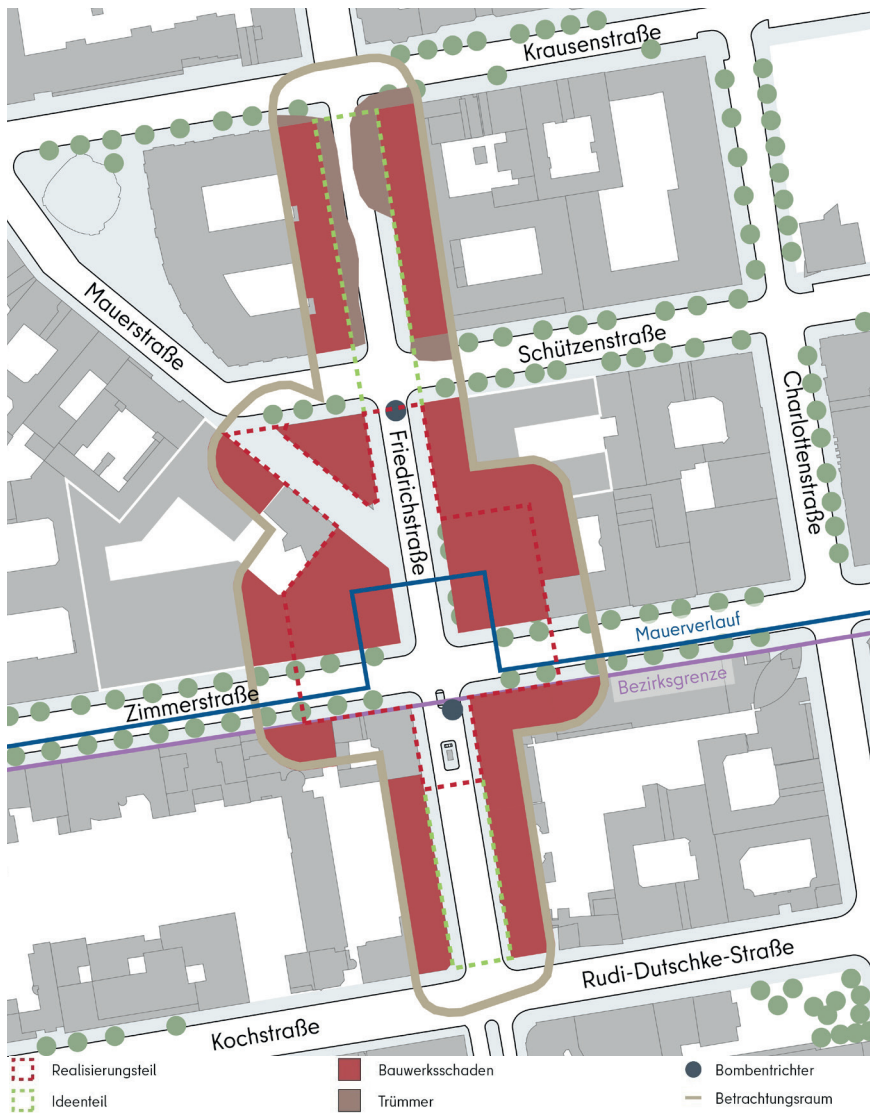 Krausenstraße
Mauerstraße
Schützenstraße
Charlottenstraße
Friedrichstraße
Mauerverlauf
Bezirksgrenze
Zimmerstraße
Rudi-Dutschke-Straße
Kochstraße
Realisierungsteil
Bauwerksschaden
Bombentrichter
Ideenteil
Trümmer
Betrachtungsraum